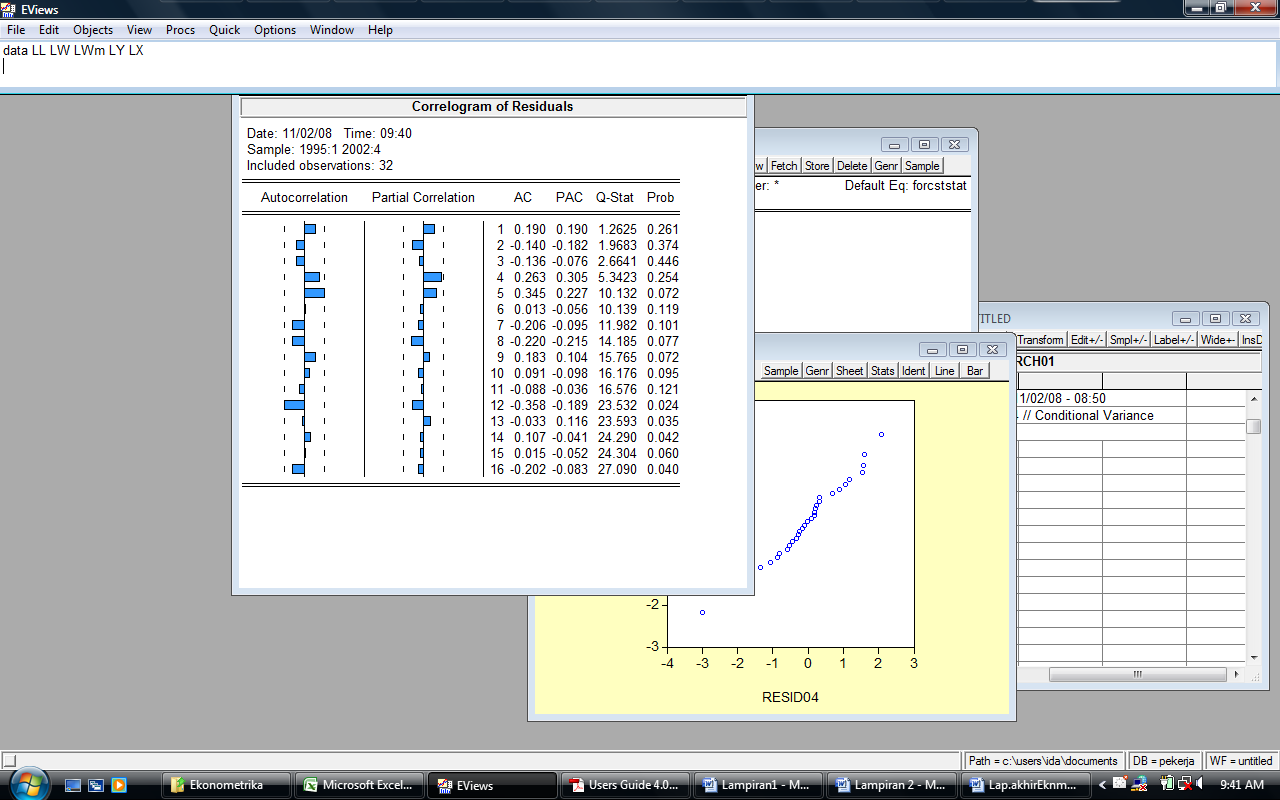 EViews
File Edit Objects View Procs Quick Options Window Help
data LL LW LWm LY LX
Correlogram of Residuals
Date: 11/02/08 Time: 09:40
Sample: 1995:1 2002:4
Included observations: 32
Autocorrelation Partial Correlation AC PAC Q-Stat Prob
1 0.190 0.190 1.2625 0.261
2 -0.140 -0.182 1.9683 0.374
3 -0.136 -0.076 2.6641 0.446
4 0.263 0.305 5.3423 0.254
5 0.345 0.227 10.132 0.072
6 0.013 -0.056 10.139 0.119
7 -0.206 -0.095 11.982 0.101
8 -0.220 -0.215 14.185 0.077
9 0.183 0.104 15.765 0.072
10 0.091 -0.098 16.176 0.095
11 -0.088 -0.036 16.576 0.121
12 -0.358 -0.189 23.532 0.024
13 -0.033 0.116 23.593 0.035
14 0.107 -0.041 24.290 0.042
15 0.015 -0.052 24.304 0.060
16 -0.202 -0.083 27.090 0.040
w Fetch Store Delete Genr Sample
er: * Default Eq: forcststat
TITLED
Transform Edit+/- Smpl+/- Label+/- Wide+- InsD
RCH01
1/02/08 - 08:50
// Conditional Variance
Sample Genr Sheet Stats Ident Line Bar
-2
-3
-4 -3 -2 -1 0 1 2 3
RESID04
Path = c:\users\ida\documents DB = pekerja WF = untitled
Ekonometrika Microsoft Excel... EViews Users Guide 4.0... Lampiran1 - M... Lampiran 2 - M... Lap.akhirEknm... 9:41 AM